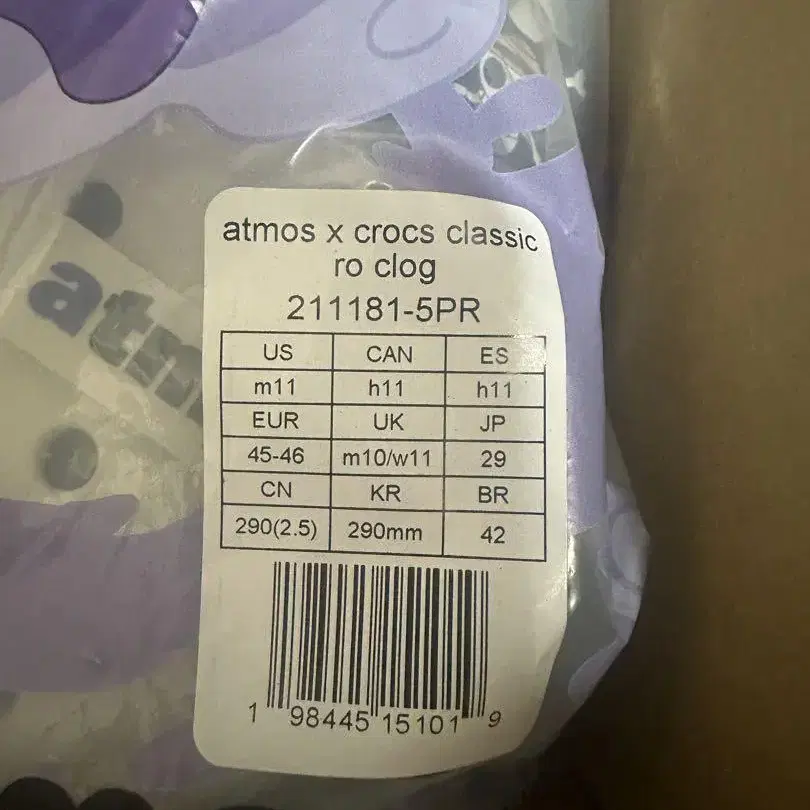 atmos x crocs classic
ro clog
211181-5PR
US CAN ES
m11 h11 h11
EUR UK JP
45-46 m10/w11 29
CN KR BR
290(2.5) 290mm 42
1 98445 15101 9
atm